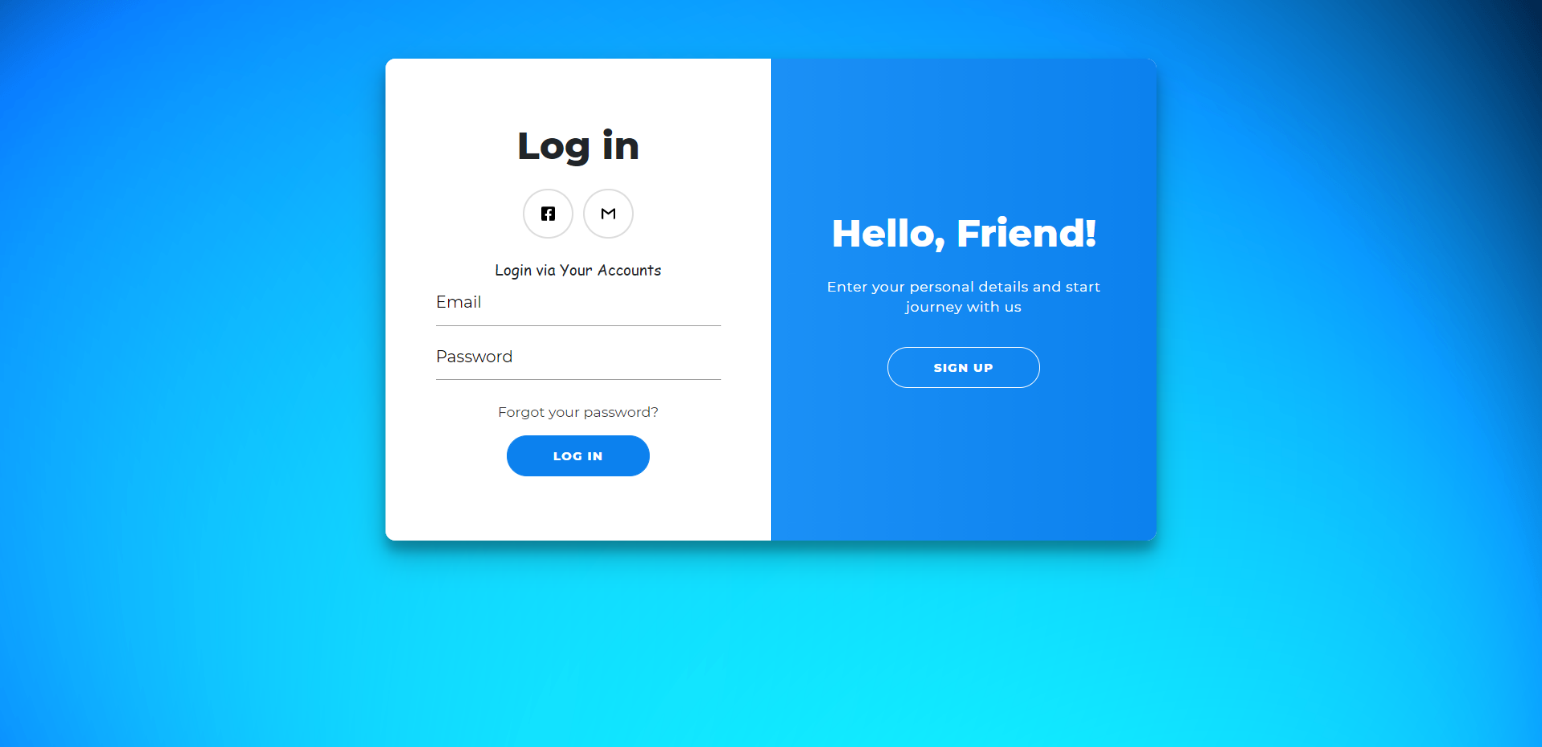 Log in
Login via Your Accounts
Email
Password
Forgot your password?
LOG IN
Hello, Friend!
Enter your personal details and start
journey with us
SIGN UP